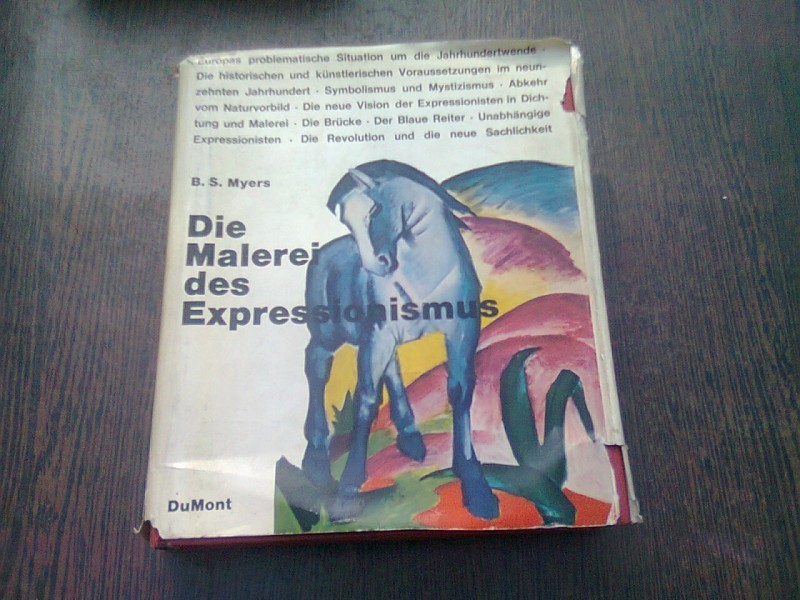 Europas problematische Situation um die Jahrhundertwende ·
Die historischen und künstlerischen Voraussetzungen im neun-
zehnten Jahrhundert · Symbolismus und Mystizismus · Abkehr
vom Naturvorbild · Die neue Vision der Expressionisten in Dich-
tung und Malerei · Die Brücke · Der Blaue Reiter · Unabhängige
Expressionisten · Die Revolution und die neue Sachlichkeit
B. S. Myers
Die
Malerei
des
Expressionismus
DuMont